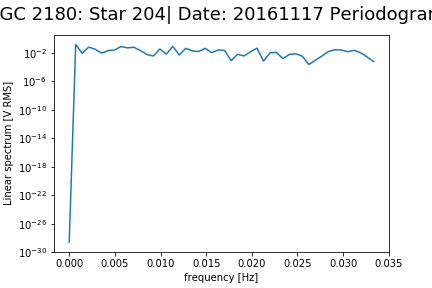 GC 2180: Star 204| Date: 20161117 Periodogra
Linear spectrum [V RMS]
10⁻²
10⁻⁶
10⁻¹⁰
10⁻¹⁴
10⁻¹⁸
10⁻²²
10⁻²⁶
10⁻³⁰
0.000 0.005 0.010 0.015 0.020 0.025 0.030 0.035
frequency [Hz]